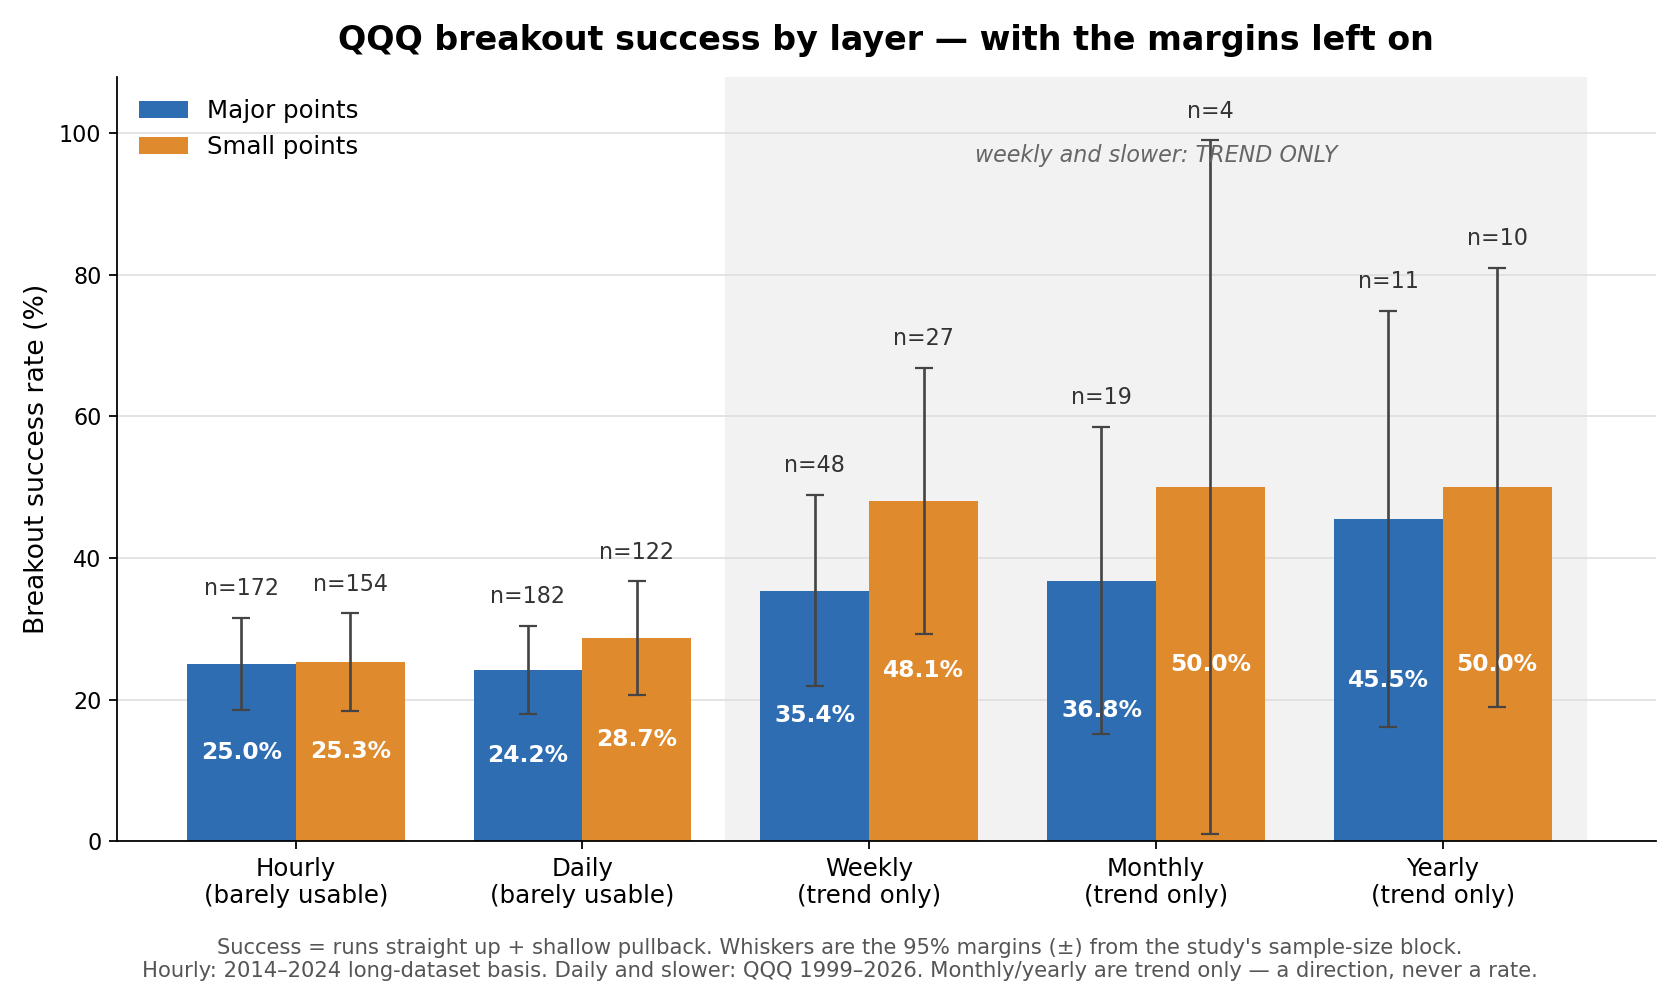 QQQ breakout success by layer — with the margins left on
Major points
Small points
weekly and slower: TREND ONLY
Breakout success rate (%)
100
80
60
40
20
0
n=172
n=154
n=182
n=122
n=48
n=27
n=19
n=4
n=11
n=10
25.0%
25.3%
24.2%
28.7%
35.4%
48.1%
36.8%
50.0%
45.5%
50.0%
Hourly
(barely usable)
Daily
(barely usable)
Weekly
(trend only)
Monthly
(trend only)
Yearly
(trend only)
Success = runs straight up + shallow pullback. Whiskers are the 95% margins (±) from the study's sample-size block.
Hourly: 2014–2024 long-dataset basis. Daily and slower: QQQ 1999–2026. Monthly/yearly are trend only — a direction, never a rate.